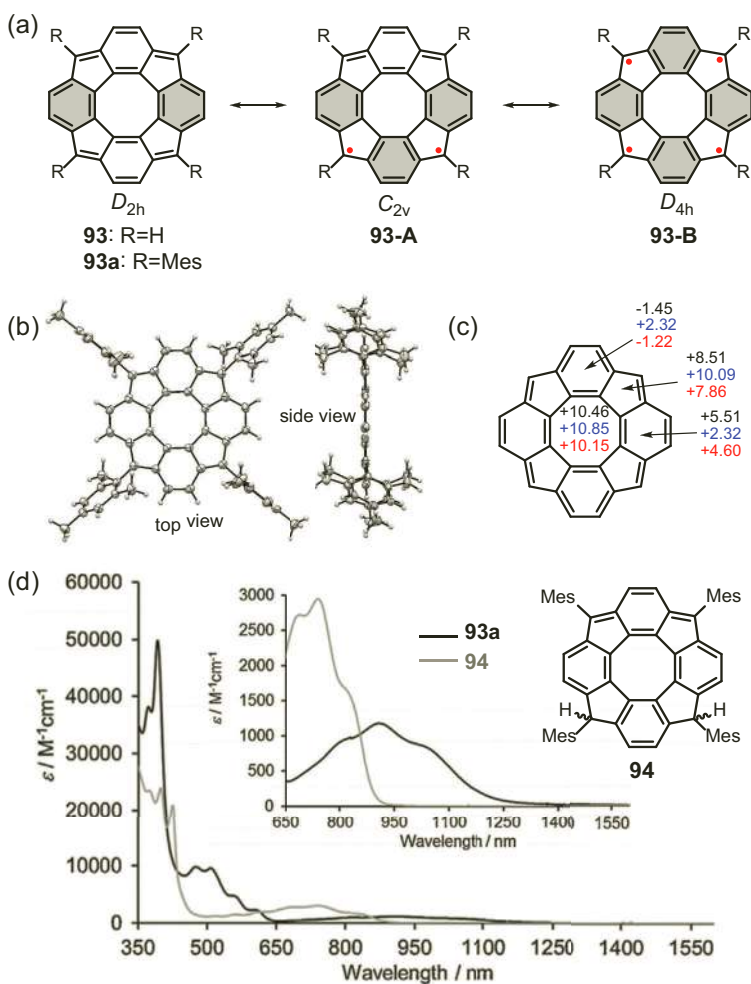 (a)
R R R R R R
R R R R R R
D2h C2v D4h
93: R=H 93-A 93-B
93a: R=Mes
(b)
top view
side view
(c)
-1.45
+2.32
-1.22
+8.51
+10.09
+7.86
+10.46
+10.85
+10.15
+5.51
+2.32
+4.60
(d)
ε / M-1cm-1
60000
50000
40000
30000
20000
10000
0
350 500 650 800 950 1100 1250 1400 1550
Wavelength / nm
ε / M-1cm-1
3000
2500
2000
1500
1000
500
0
650 800 950 1100 1250 1400 1550
Wavelength / nm
93a
94
Mes Mes
H H
Mes Mes
94